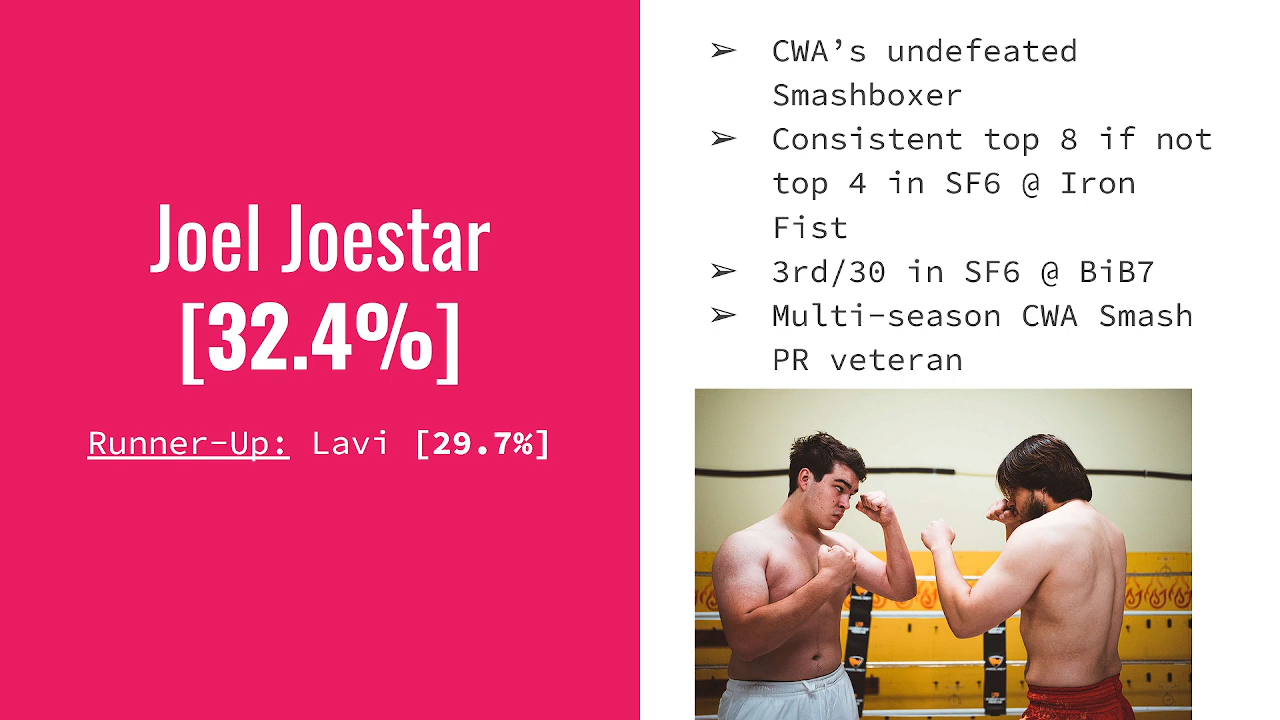 Joel Joestar
[32.4%]
Runner-Up: Lavi [29.7%]
➢ CWA’s undefeated
Smashboxer
➢ Consistent top 8 if not
top 4 in SF6 @ Iron
Fist
➢ 3rd/30 in SF6 @ BiB7
➢ Multi-season CWA Smash
PR veteran